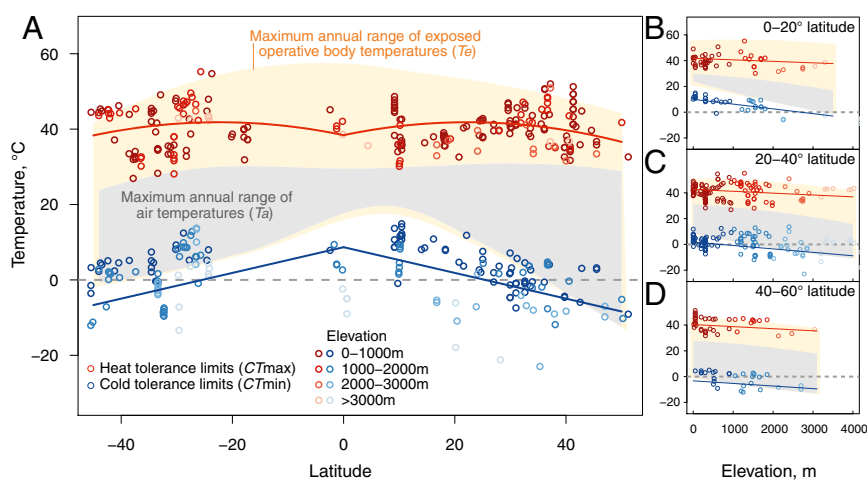 A
Maximum annual range of exposed
operative body temperatures (Te)
Maximum annual range of
air temperatures (Ta)
Temperature, °C
60
40
20
0
−20
Heat tolerance limits (CTmax)
Cold tolerance limits (CTmin)
Elevation
0−1000m
1000−2000m
2000−3000m
>3000m
−40
−20
0
20
40
Latitude
B
0−20° latitude
60
40
20
0
−20
C
20−40° latitude
60
40
20
0
−20
D
40−60° latitude
60
40
20
0
−20
0
1000
2000
3000
4000
Elevation, m